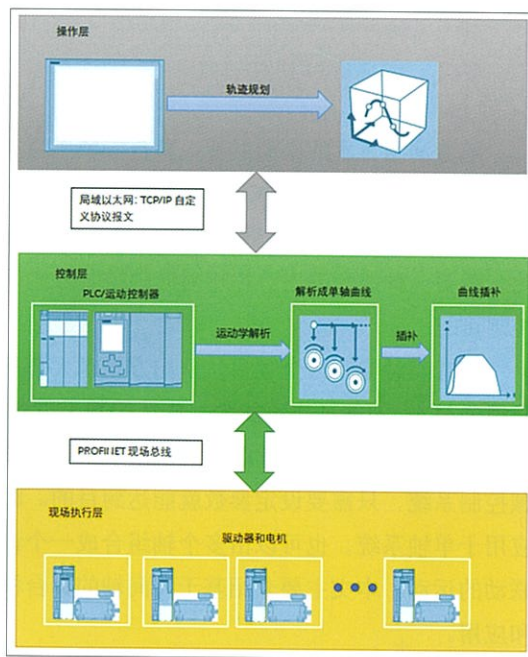 操作层
轨迹规划
局域以太网: TCP/IP 自定
义协议报文
控制层
PLC/运动控制器
解析成单轴曲线
曲线插补
运动学解析
插补
PROFINET 现场总线
现场执行层
驱动器和电机